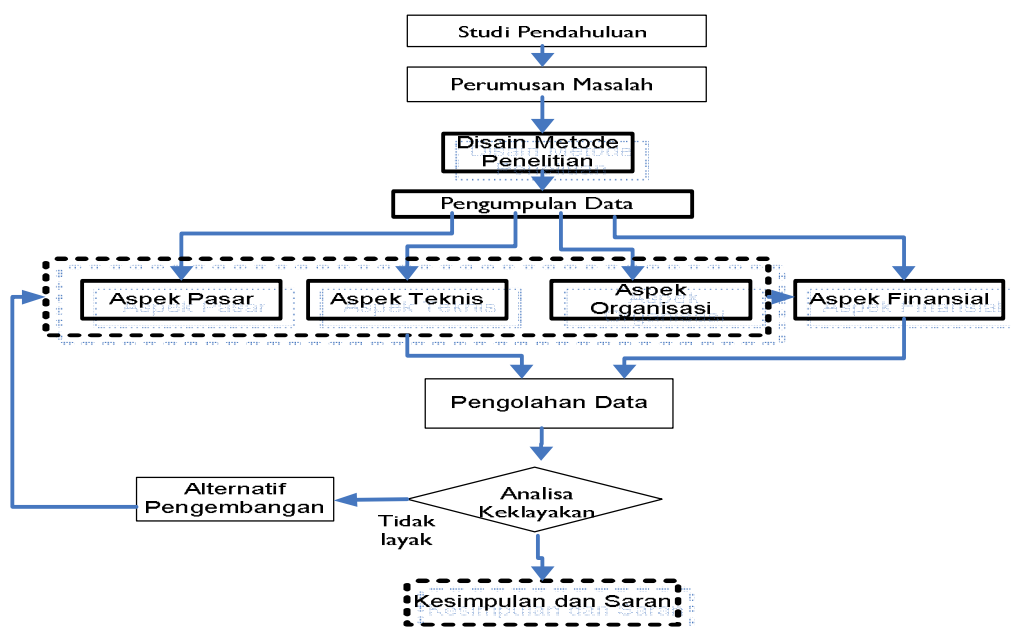 Studi Pendahuluan
Perumusan Masalah
Disain Metode
Penelitian
Pengumpulan Data
Aspek Pasar
Aspek Teknis
Aspek
Organisasi
Aspek Finansial
Pengolahan Data
Analisa
Keklayakan
Alternatif
Pengembangan
Tidak
layak
Kesimpulan dan Saran